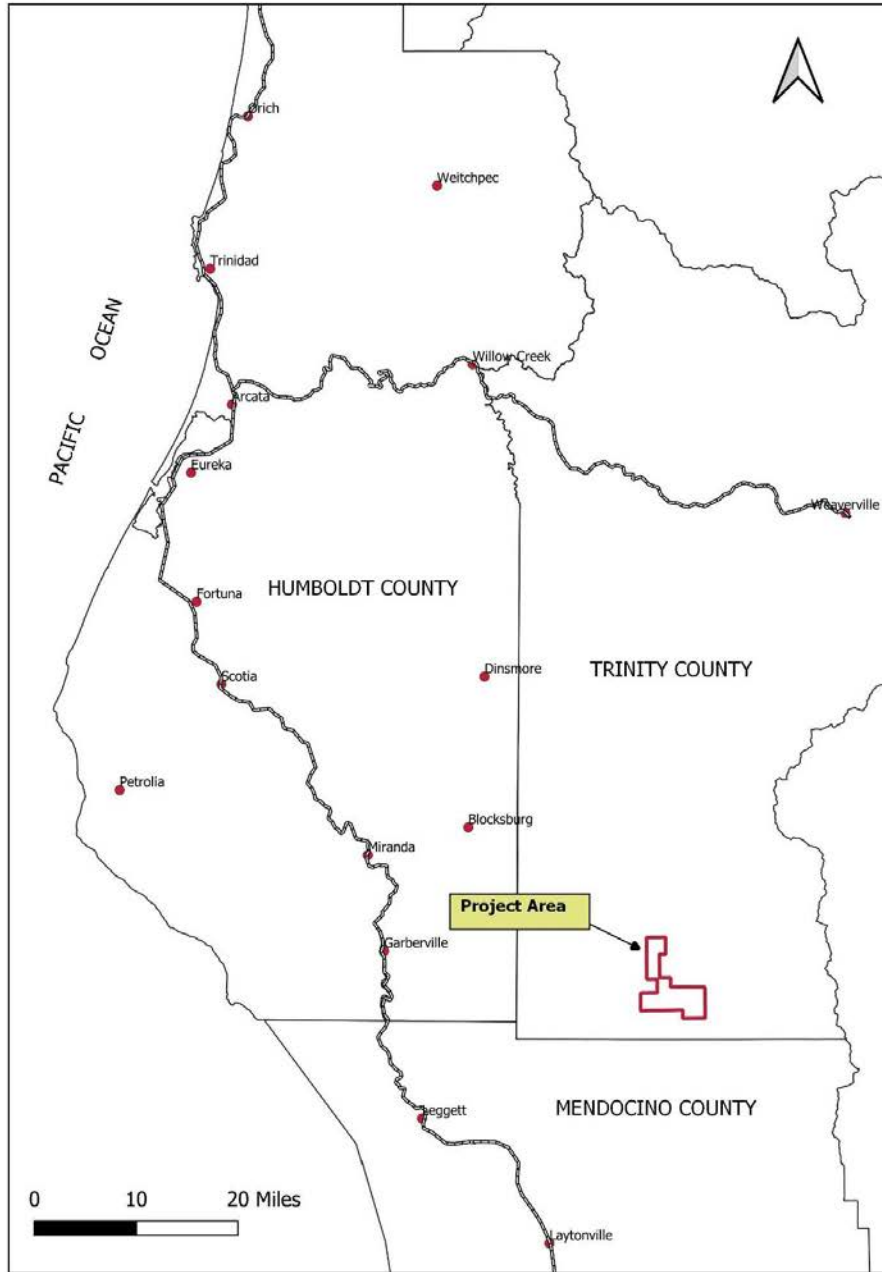 Orich
Weitchpec
Trinidad
PACIFIC OCEAN
Willow Creek
Arcata
Eureka
Weaverville
HUMBOLDT COUNTY
Fortuna
Dinsmore
TRINITY COUNTY
Scotia
Petrolia
Blocksburg
Miranda
Project Area
Garberville
MENDOCINO COUNTY
Leggett
0 10 20 Miles
Laytonville